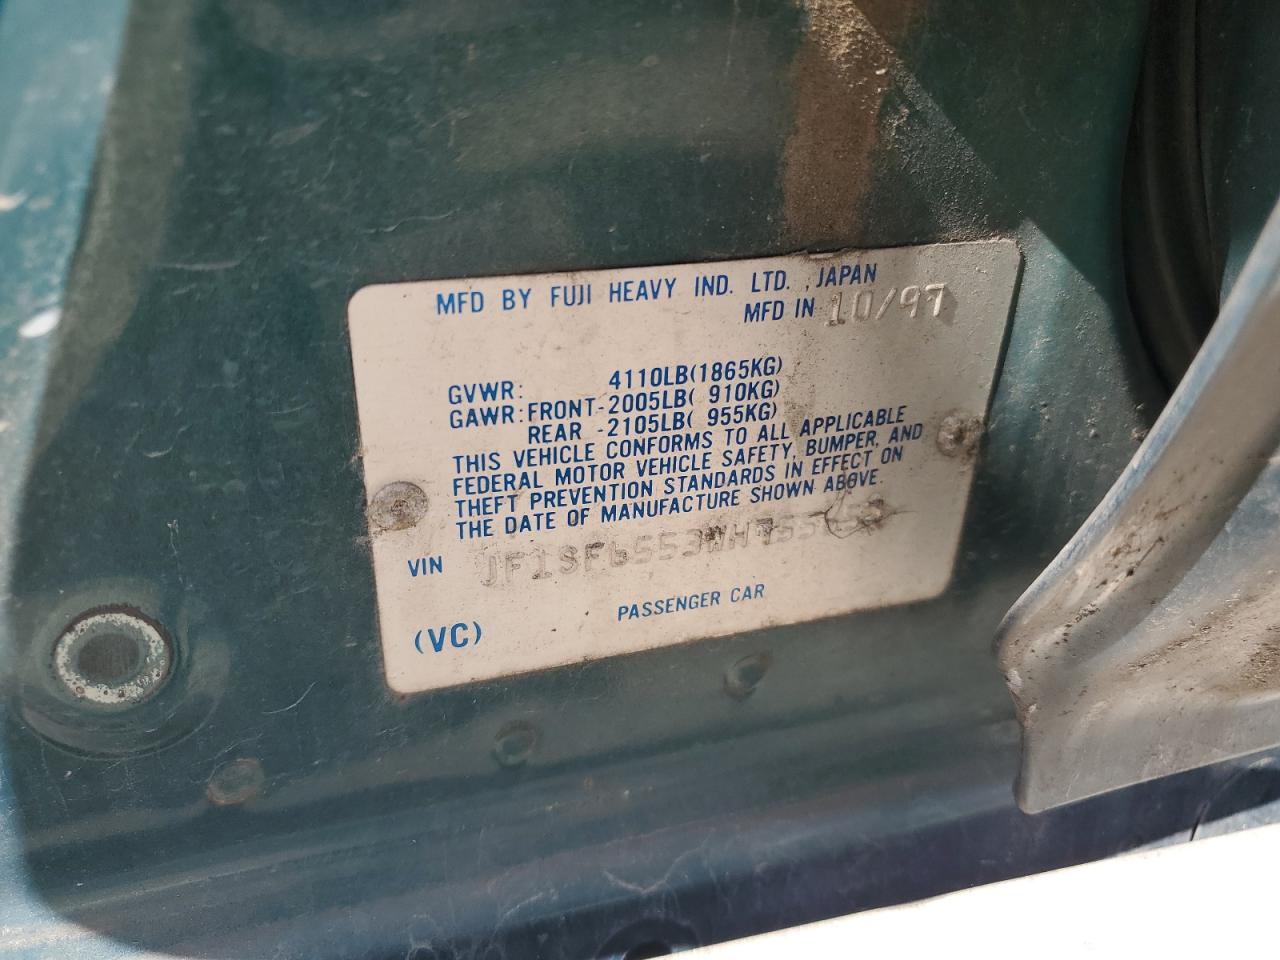 MFD BY FUJI HEAVY IND. LTD. , JAPAN
MFD IN 10/97
GVWR: 4110LB(1865KG)
GAWR: FRONT-2005LB( 910KG)
REAR -2105LB( 955KG)
THIS VEHICLE CONFORMS TO ALL APPLICABLE
FEDERAL MOTOR VEHICLE SAFETY, BUMPER, AND
THEFT PREVENTION STANDARDS IN EFFECT ON
THE DATE OF MANUFACTURE SHOWN ABOVE.
VIN
PASSENGER CAR
(VC)